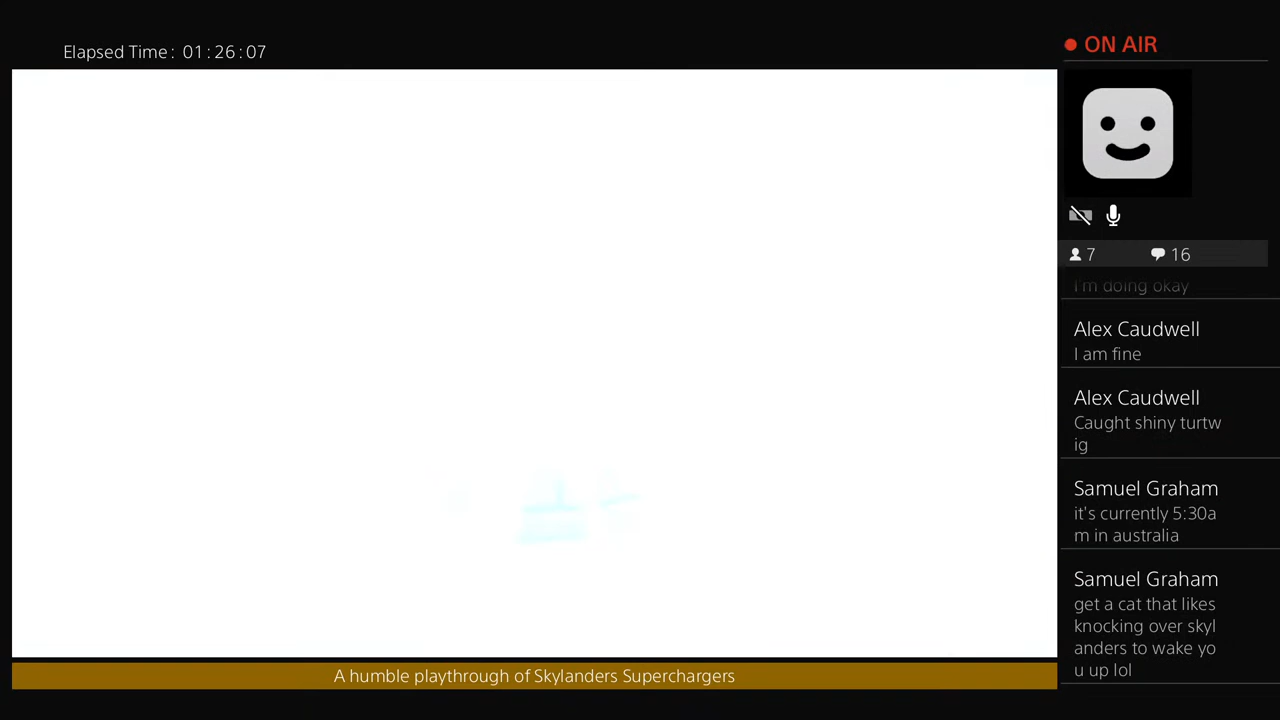 Elapsed Time: 01:26:07
ON AIR
7 16
I'm doing okay
Alex Caudwell
I am fine
Alex Caudwell
Caught shiny turtw
ig
Samuel Graham
it's currently 5:30a
m in australia
Samuel Graham
get a cat that likes
knocking over skyl
anders to wake yo
u up lol
A humble playthrough of Skylanders Superchargers